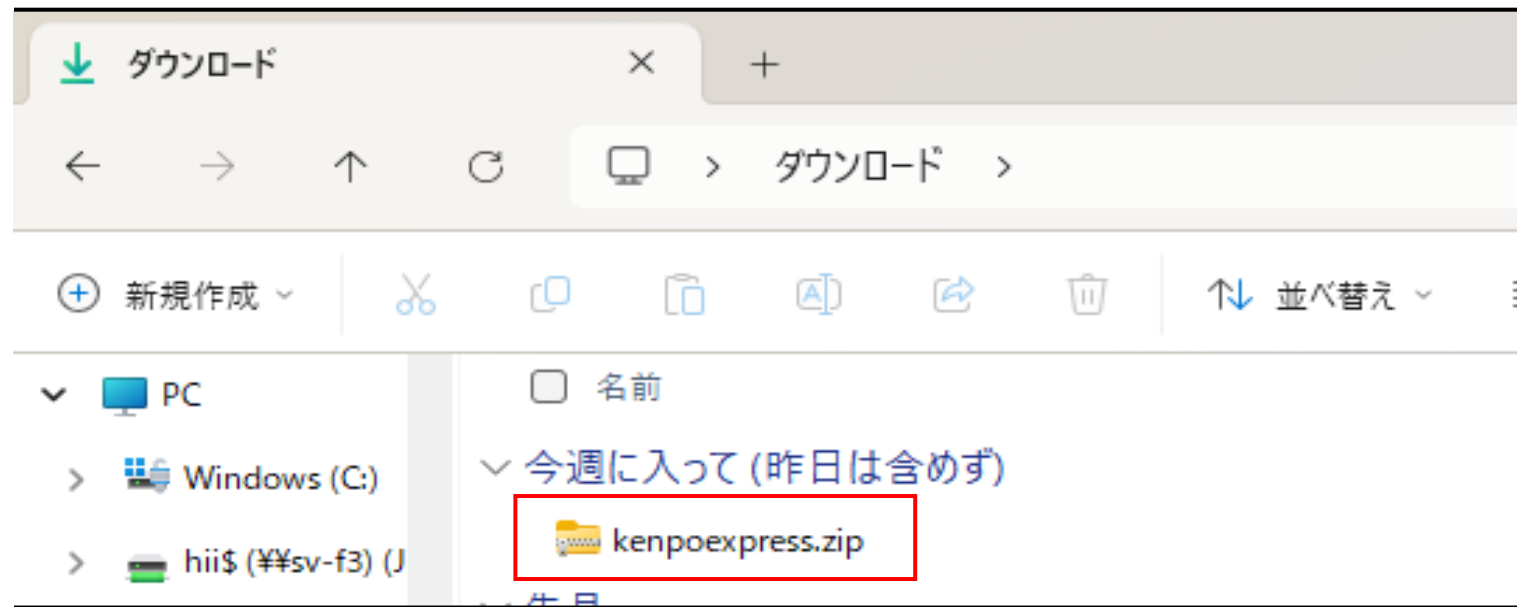 ダウンロード
ダウンロード
新規作成
並べ替え
PC
名前
Windows (C:)
今週に入って (昨日は含めず)
kenpoexpress.zip
hii$ (¥¥sv-f3) (J